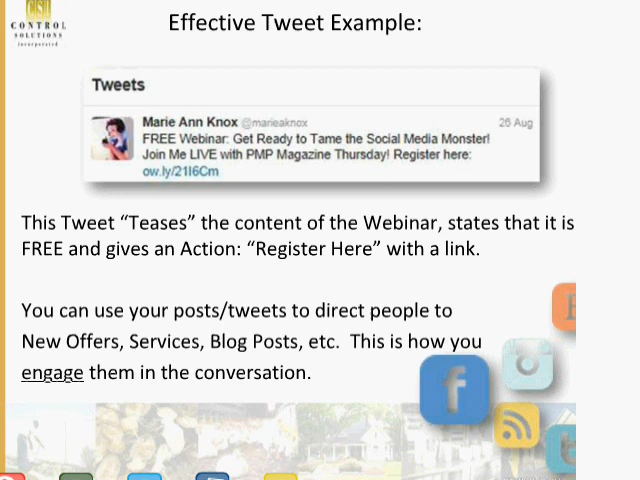 CSI
CONTROL
SOLUTIONS
incorporated
Effective Tweet Example:
Tweets
Marie Ann Knox @marieaknox 26 Aug
FREE Webinar: Get Ready to Tame the Social Media Monster!
Join Me LIVE with PMP Magazine Thursday! Register here:
ow.ly/21I6Cm
This Tweet “Teases” the content of the Webinar, states that it is
FREE and gives an Action: “Register Here” with a link.
You can use your posts/tweets to direct people to
New Offers, Services, Blog Posts, etc.  This is how you
engage them in the conversation.